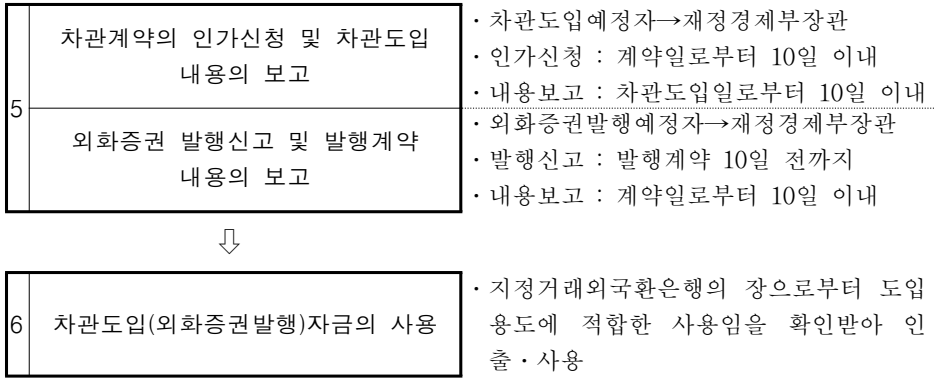 5
차관계약의 인가신청 및 차관도입
내용의 보고
·차관도입예정자→재정경제부장관
·인가신청 : 계약일로부터 10일 이내
·내용보고 : 차관도입일로부터 10일 이내
외화증권 발행신고 및 발행계약
내용의 보고
·외화증권발행예정자→재정경제부장관
·발행신고 : 발행계약 10일 전까지
·내용보고 : 계약일로부터 10일 이내
⇩
6
차관도입(외화증권발행)자금의 사용
·지정거래외국환은행의 장으로부터 도입
용도에 적합한 사용임을 확인받아 인
출·사용